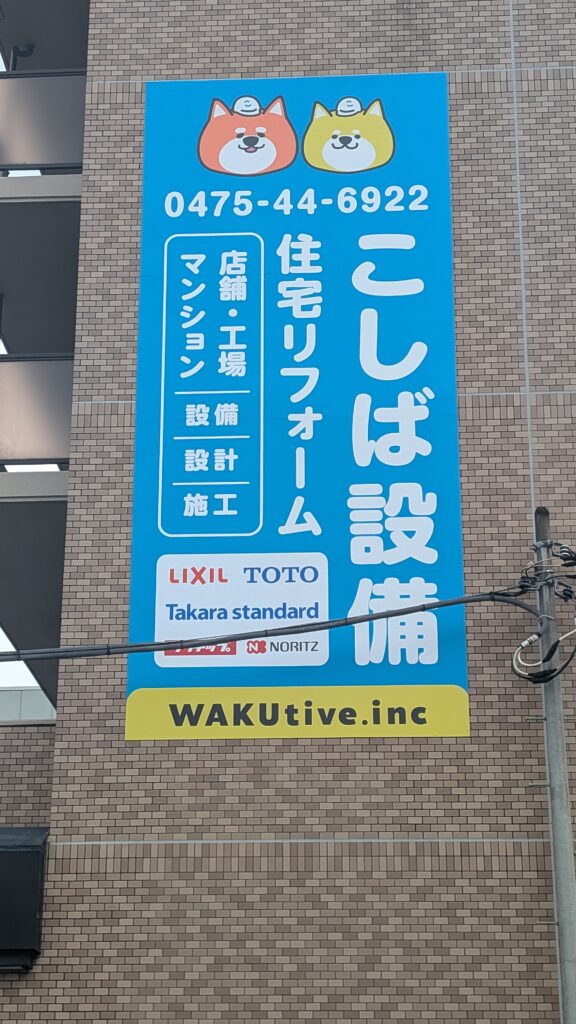 0475-44-6922
こしば設備
住宅リフォーム
店舗・工場
マンション
設備
設計
施工
LIXIL TOTO
Takara standard
NORITZ
WAKUtive.inc